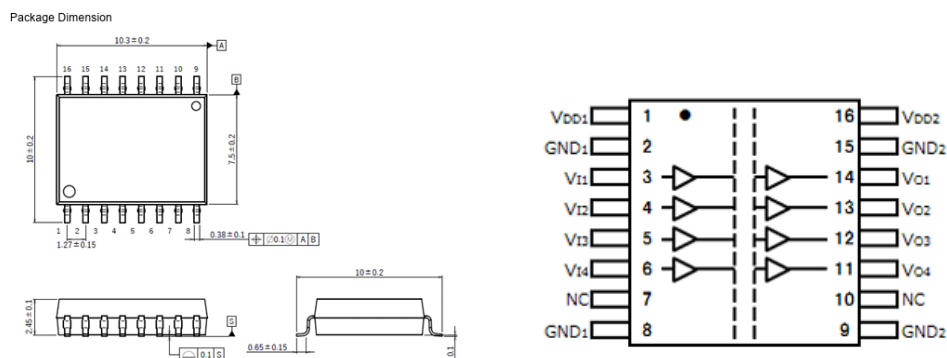 Package Dimension
10.3±0.2
A
16 15 14 13 12 11 10 9
B
10±0.2
7.5±0.2
1 2 3 4 5 6 7 8
1.27±0.15
0.38±0.1
⌀0.1Ⓜ A B
2.45±0.1
S
0.1 S
10±0.2
0.65±0.15
0.1
VDD1 1 16 VDD2
GND1 2 15 GND2
VI1 3 14 VO1
VI2 4 13 VO2
VI3 5 12 VO3
VI4 6 11 VO4
NC 7 10 NC
GND1 8 9 GND2